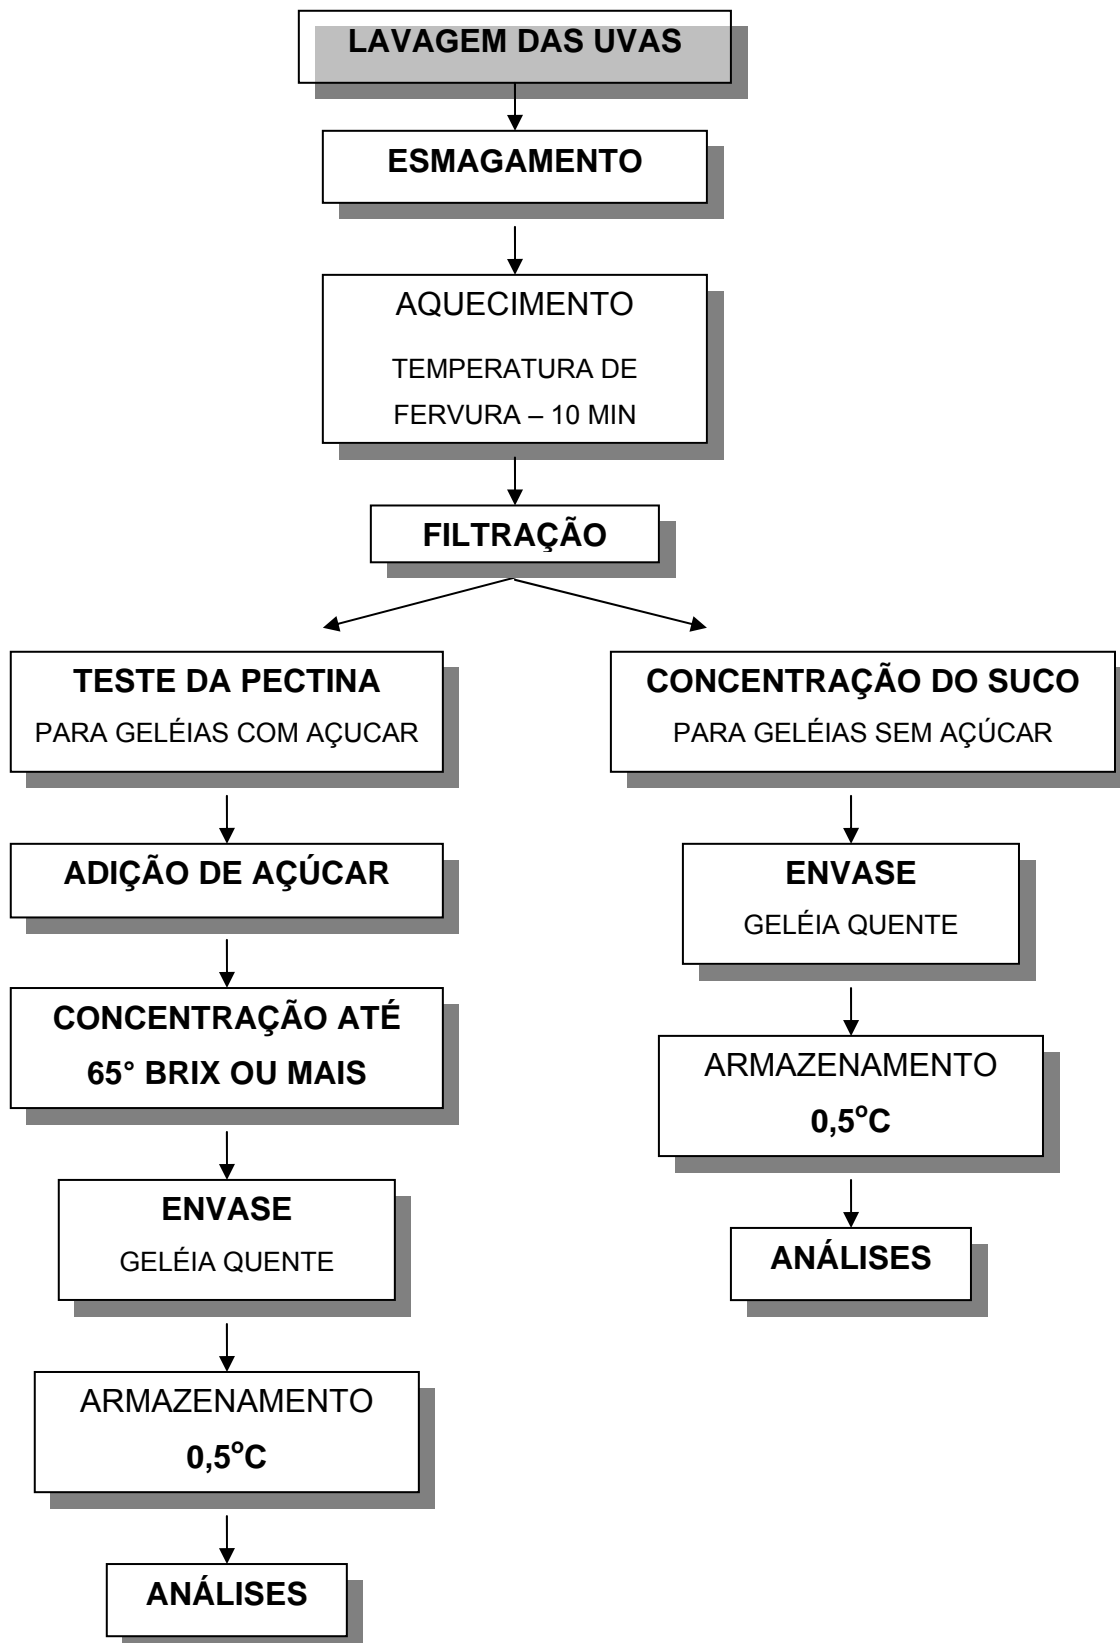 LAVAGEM DAS UVAS
ESMAGAMENTO
AQUECIMENTO
TEMPERATURA DE
FERVURA – 10 MIN
FILTRAÇÃO
TESTE DA PECTINA
PARA GELÉIAS COM AÇUCAR
ADIÇÃO DE AÇÚCAR
CONCENTRAÇÃO ATÉ
65° BRIX OU MAIS
ENVASE
GELÉIA QUENTE
ARMAZENAMENTO
0,5°C
ANÁLISES
CONCENTRAÇÃO DO SUCO
PARA GELÉIAS SEM AÇÚCAR
ENVASE
GELÉIA QUENTE
ARMAZENAMENTO
0,5°C
ANÁLISES